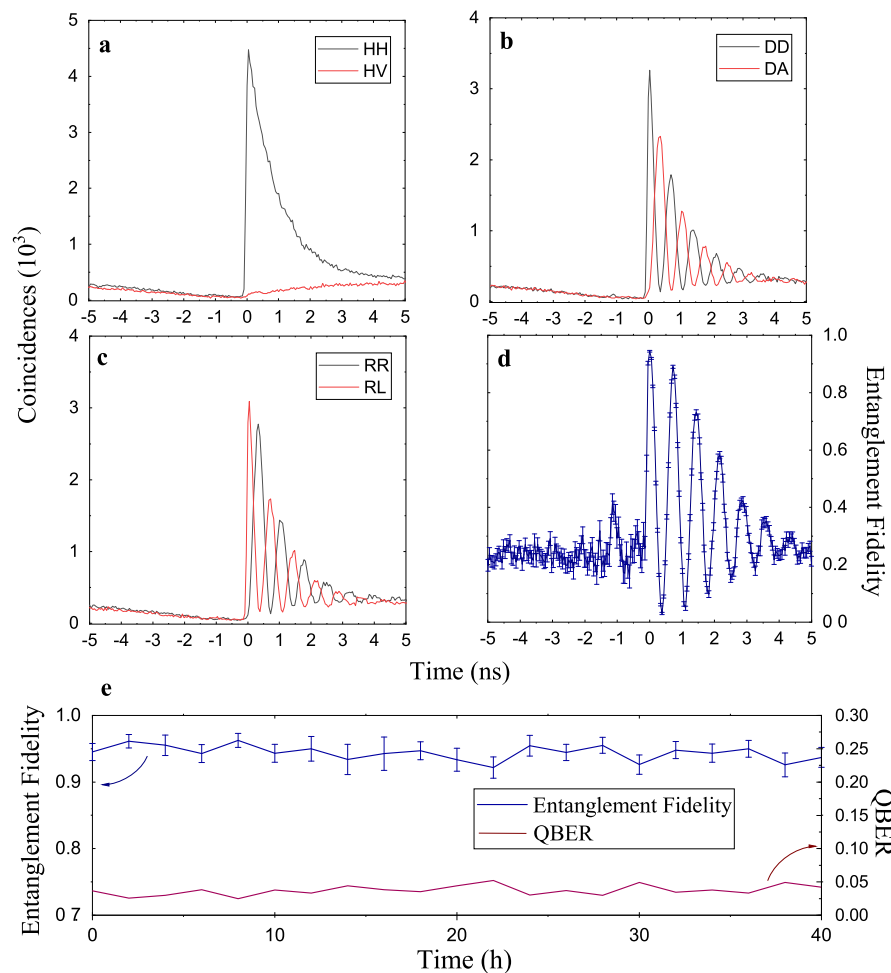 a
HH
HV
5
4
3
2
1
0
-5 -4 -3 -2 -1 0 1 2 3 4 5
b
DD
DA
4
3
2
1
0
-5 -4 -3 -2 -1 0 1 2 3 4 5
Coincidences (10³)
c
RR
RL
4
3
2
1
0
-5 -4 -3 -2 -1 0 1 2 3 4 5
d
1.0
0.8
0.6
0.4
0.2
0.0
Entanglement Fidelity
-5 -4 -3 -2 -1 0 1 2 3 4 5
Time (ns)
e
Entanglement Fidelity
1.0
0.9
0.8
0.7
Entanglement Fidelity
QBER
0.30
0.25
0.20
0.15
0.10
0.05
0.00
QBER
0 10 20 30 40
Time (h)